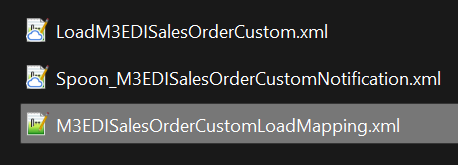 LoadM3EDISalesOrderCustom.xml
Spoon_M3EDISalesOrderCustomNotification.xml
M3EDISalesOrderCustomLoadMapping.xml